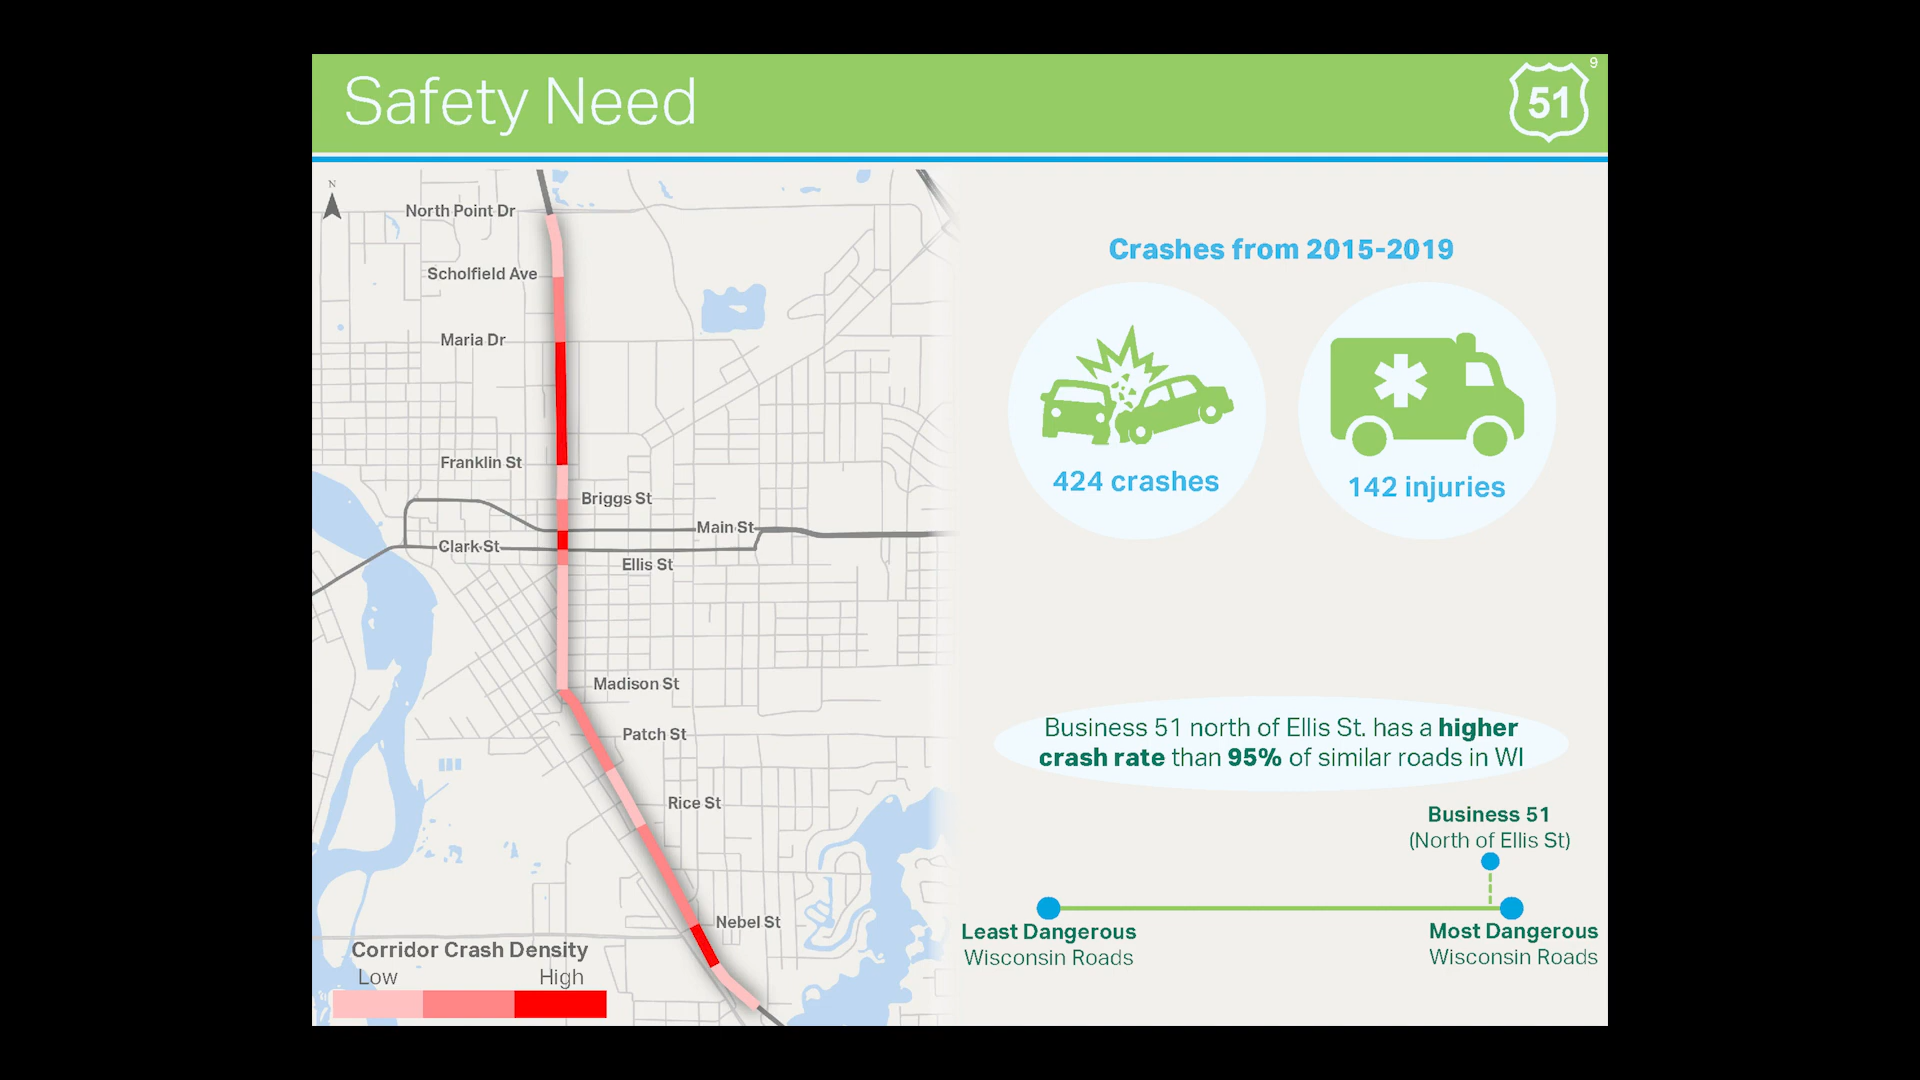 Safety Need
51
9
N
North Point Dr
Scholfield Ave
Maria Dr
Franklin St
Briggs St
Main St
Clark St
Ellis St
Madison St
Patch St
Rice St
Nebel St
Corridor Crash Density
Low High
Crashes from 2015-2019
424 crashes
142 injuries
Business 51 north of Ellis St. has a higher
crash rate than 95% of similar roads in WI
Business 51
(North of Ellis St)
Least Dangerous
Wisconsin Roads
Most Dangerous
Wisconsin Roads